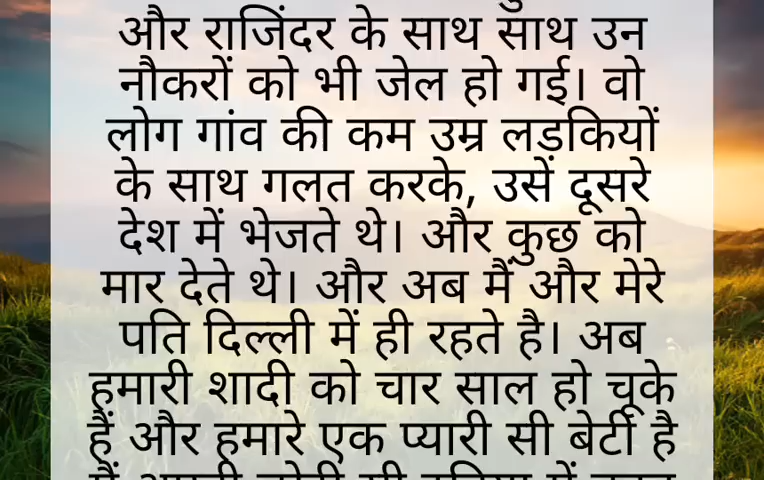 और राजिंदर के साथ साथ उन
नौकरों को भी जेल हो गई। वो
लोग गांव की कम उम्र लड़कियों
के साथ गलत करके, उसें दूसरे
देश में भेजते थे। और कुछ को
मार देते थे। और अब मैं और मेरे
पति दिल्ली में ही रहते है। अब
हमारी शादी को चार साल हो चूके
हैं और हमारे एक प्यारी सी बेटी है